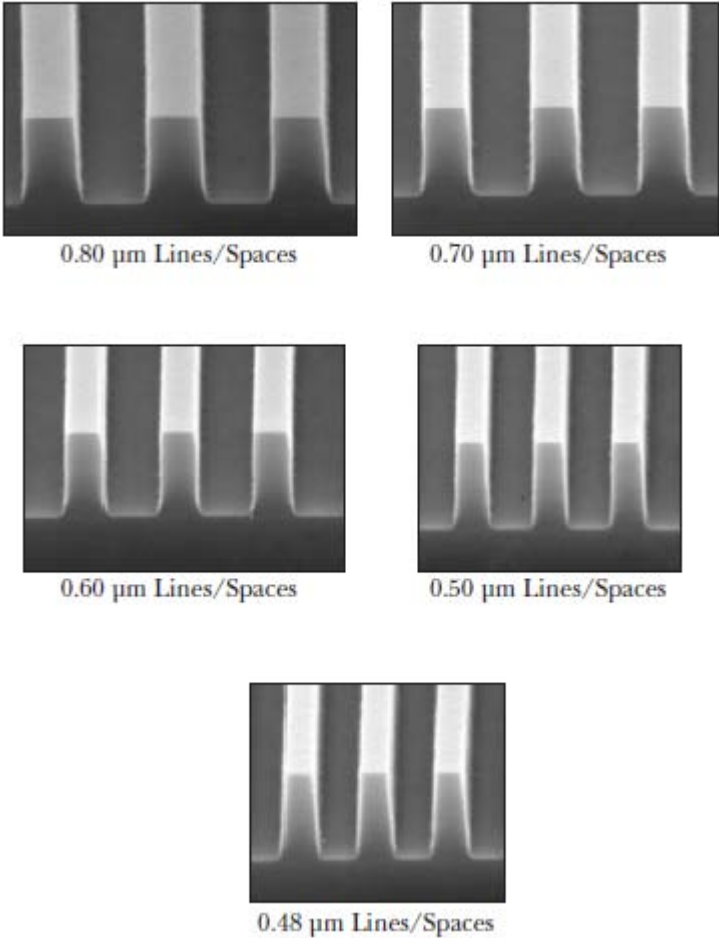 0.80 µm Lines/Spaces
0.70 µm Lines/Spaces
0.60 µm Lines/Spaces
0.50 µm Lines/Spaces
0.48 µm Lines/Spaces